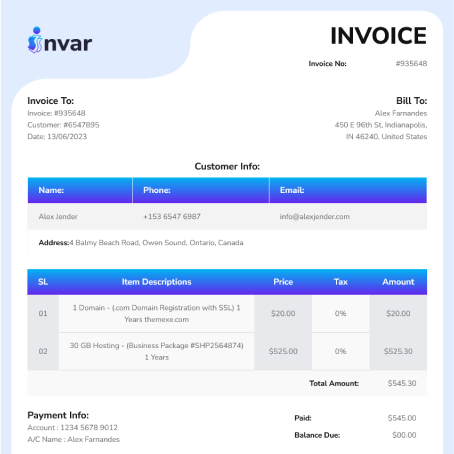 invar
INVOICE
Invoice No: #935648
Invoice To:
Invoice: #935648
Customer: #6547895
Date: 13/06/2023
Bill To:
Alex Farnandes
450 E 96th St, Indianapolis,
IN 46240, United States
Customer Info:
Name: Phone: Email:
Alex Jender +153 6547 6987 info@alexjender.com
Address:4 Balmy Beach Road, Owen Sound, Ontario, Canada
SL Item Descriptions Price Tax Amount
01 1 Domain - (.com Domain Registration with SSL) 1 $20.00 0% $20.00
Years themexe.com
02 30 GB Hosting - (Business Package #SHP2564874) $525.00 0% $525.30
1 Years
Total Amount: $545.30
Payment Info:
Account : 1234 5678 9012
A/C Name : Alex Farnandes
Paid: $545.00
Balance Due: $00.00